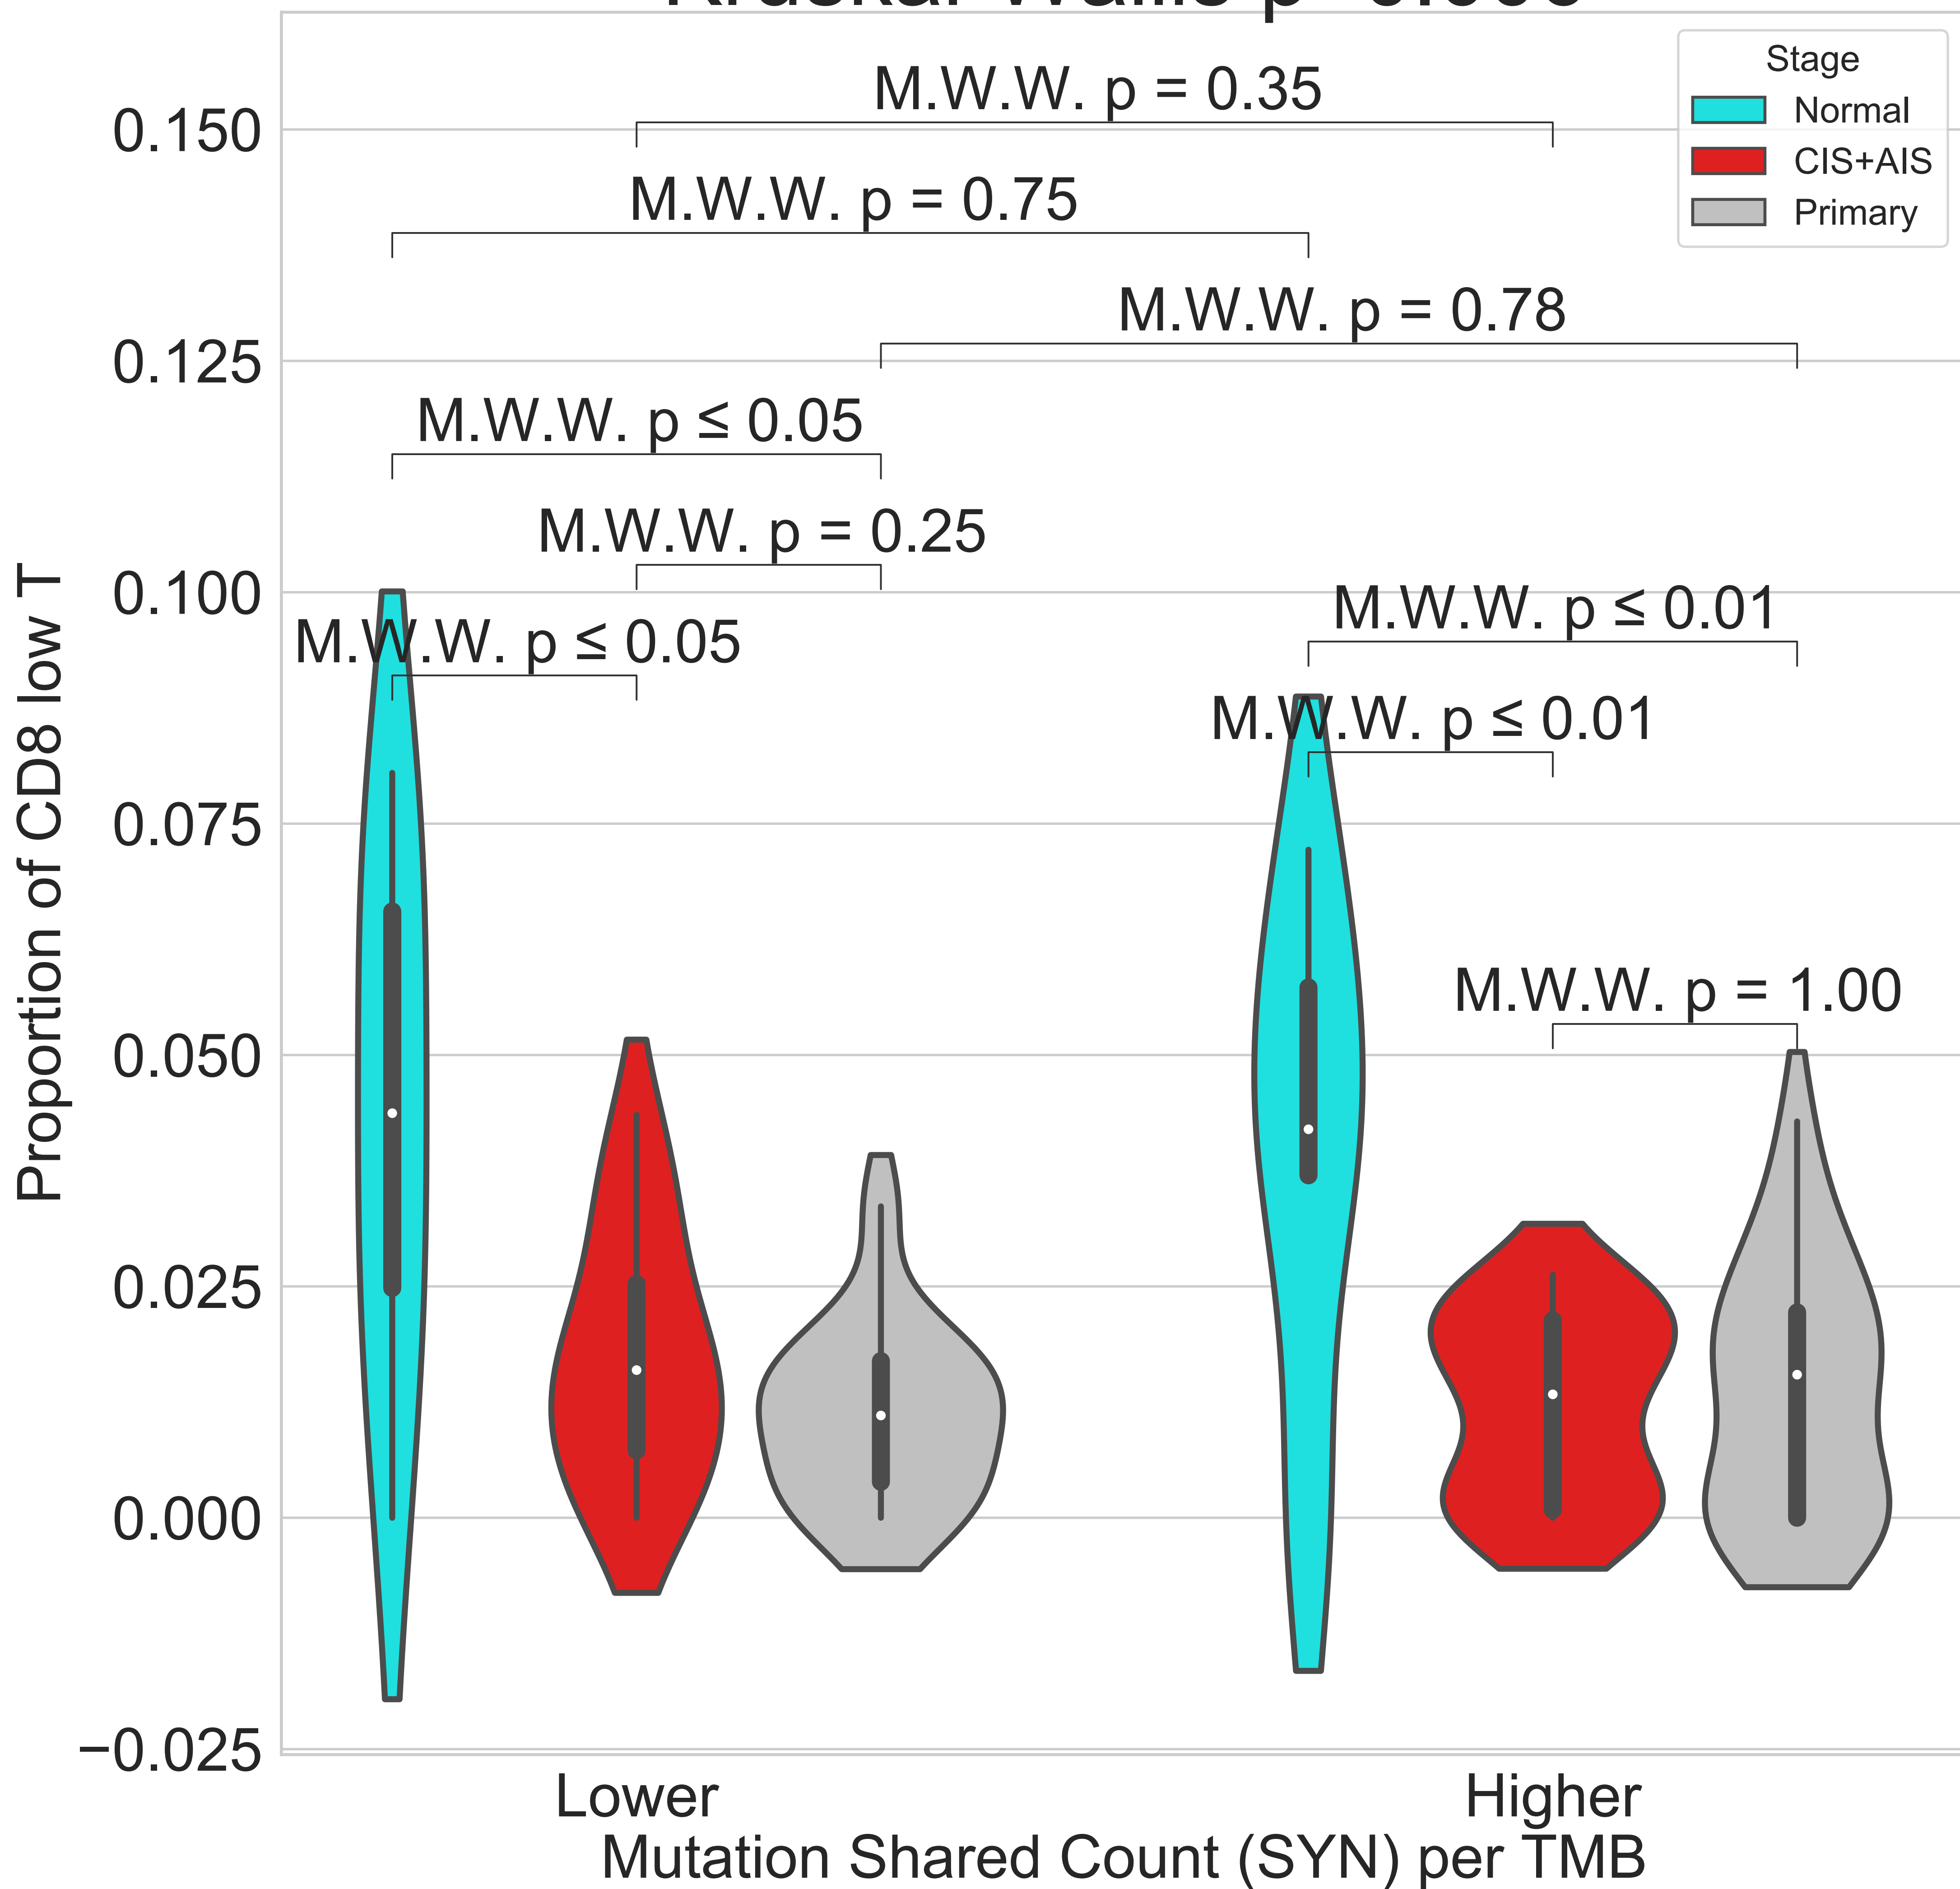 Stage
Normal
CIS+AIS
Primary
M.W.W. p = 0.35
M.W.W. p = 0.75
M.W.W. p = 0.78
M.W.W. p ≤ 0.05
M.W.W. p = 0.25
M.W.W. p ≤ 0.05
M.W.W. p ≤ 0.01
M.W.W. p ≤ 0.01
M.W.W. p = 1.00
0.150
0.125
0.100
0.075
0.050
0.025
0.000
−0.025
Proportion of CD8 low T
Lower
Higher
Mutation Shared Count (SYN) per TMB